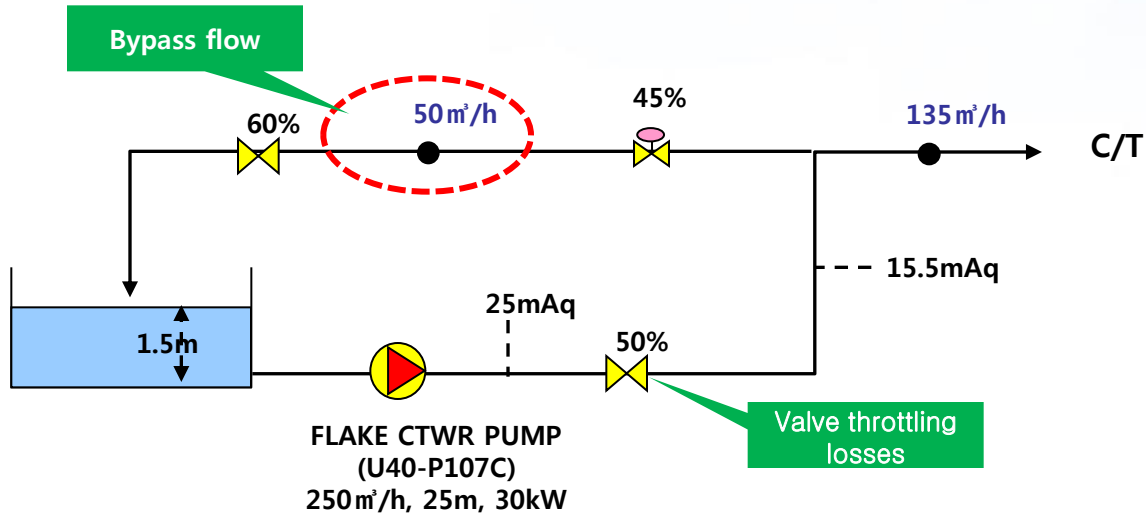 Bypass flow
60%
50㎥/h
45%
135㎥/h
C/T
15.5mAq
25mAq
1.5m
50%
FLAKE CTWR PUMP
(U40-P107C)
250㎥/h, 25m, 30kW
Valve throttling
losses